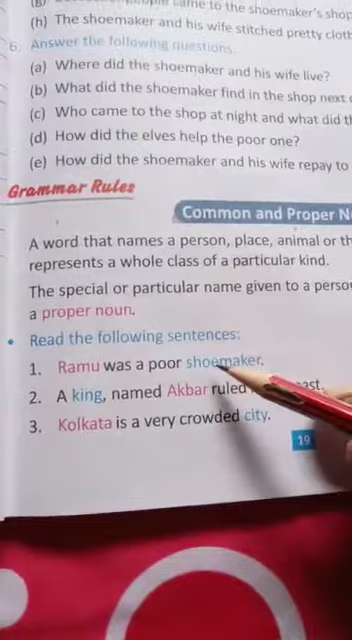 (B) people came to the shoemaker's shop
(h) The shoemaker and his wife stitched pretty cloth
6. Answer the following questions.
(a) Where did the shoemaker and his wife live?
(b) What did the shoemaker find in the shop next
(c) Who came to the shop at night and what did th
(d) How did the elves help the poor one?
(e) How did the shoemaker and his wife repay to
Grammar Rules
Common and Proper N
A word that names a person, place, animal or th
represents a whole class of a particular kind.
The special or particular name given to a perso
a proper noun.
• Read the following sentences:
1. Ramu was a poor shoemaker.
2. A king, named Akbar ruled ast.
3. Kolkata is a very crowded city.
19